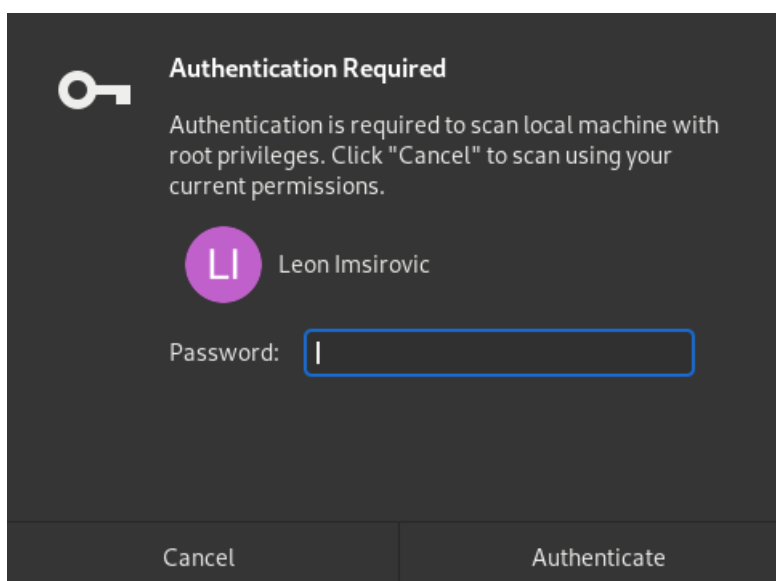 Authentication Required
Authentication is required to scan local machine with
root privileges. Click "Cancel" to scan using your
current permissions.
LI
Leon Imsirovic
Password:
Cancel
Authenticate